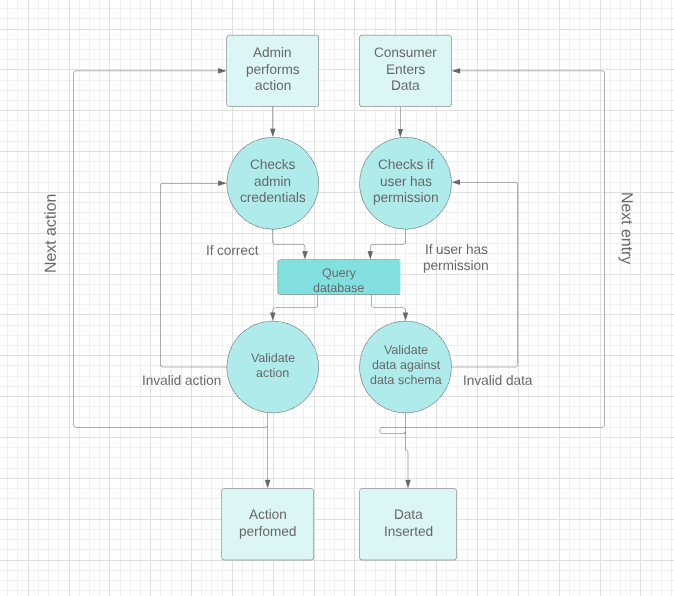 Admin
performs
action
Consumer
Enters
Data
Checks
admin
credentials
Checks if
user has
permission
Next action
Next entry
If correct
If user has
permission
Query
database
Validate
action
Validate
data against
data schema
Invalid action
Invalid data
Action
perfomed
Data
Inserted